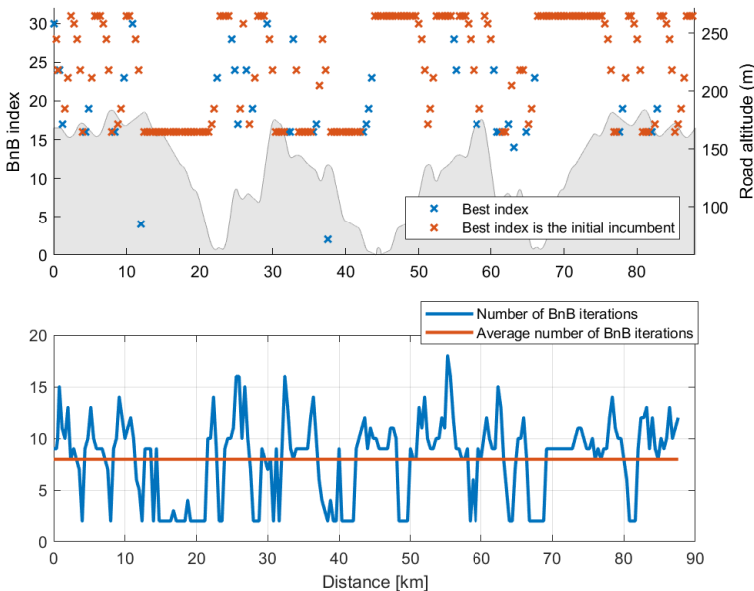 30
25
20
15
10
5
0
BnB index
250
200
150
100
Road altitude (m)
Best index
Best index is the initial incumbent
0 10 20 30 40 50 60 70 80
Number of BnB iterations
Average number of BnB iterations
20
15
10
5
0
0 10 20 30 40 50 60 70 80 90
Distance [km]